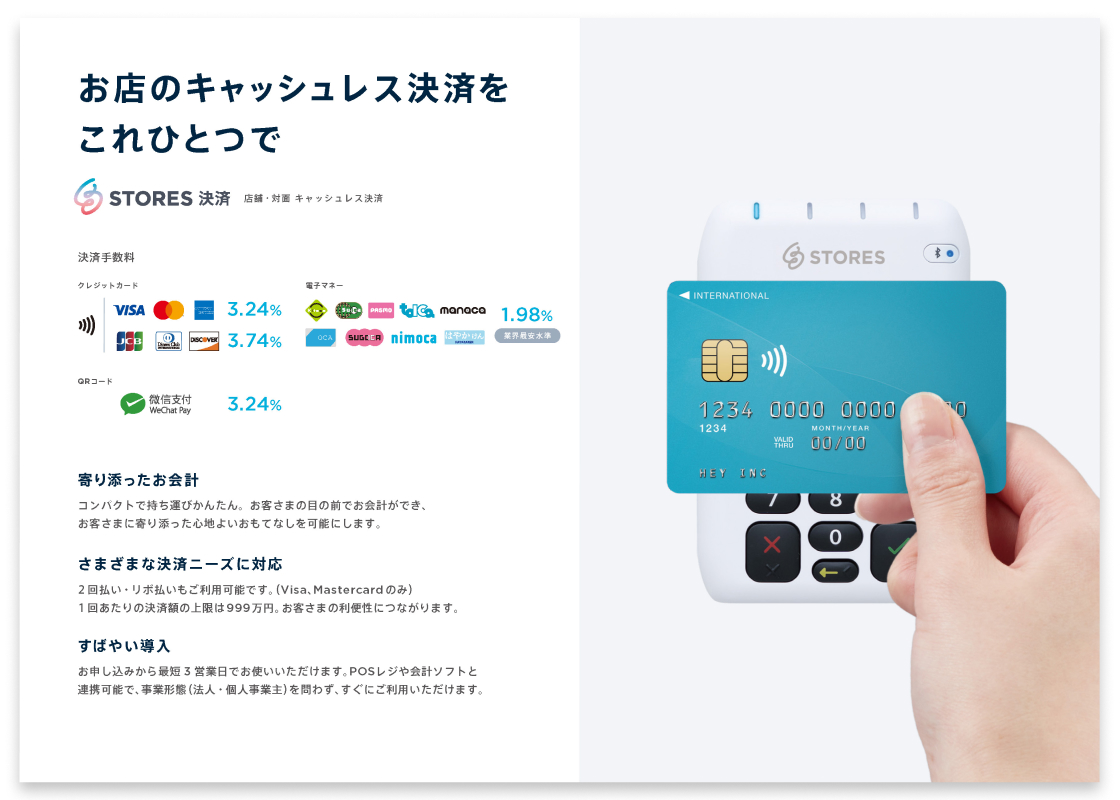 お店のキャッシュレス決済を
これひとつで
STORES 決済 店舗・対面 キャッシュレス決済
決済手数料
クレジットカード
VISA
3.24%
JCB Diners Club INTERNATIONAL DISCOVER
3.74%
電子マネー
Suica PASMO TOICA manaca
ICOCA SUGOCA nimoca はやかけん
1.98%
業界最安水準
QRコード
微信支付
WeChat Pay
3.24%
寄り添ったお会計
コンパクトで持ち運びかんたん。お客さまの目の前でお会計ができ、
お客さまに寄り添った心地よいおもてなしを可能にします。
さまざまな決済ニーズに対応
2回払い・リボ払いもご利用可能です。(Visa、Mastercardのみ)
1回あたりの決済額の上限は999万円。お客さまの利便性につながります。
すばやい導入
お申し込みから最短3営業日でお使いいただけます。POSレジや会計ソフトと
連携可能で、事業形態(法人・個人事業主)を問わず、すぐにご利用いただけます。
STORES
INTERNATIONAL
1234 0000 0000
1234
MONTH/YEAR
VALID
THRU
00/00
HEY INC
7 8
0